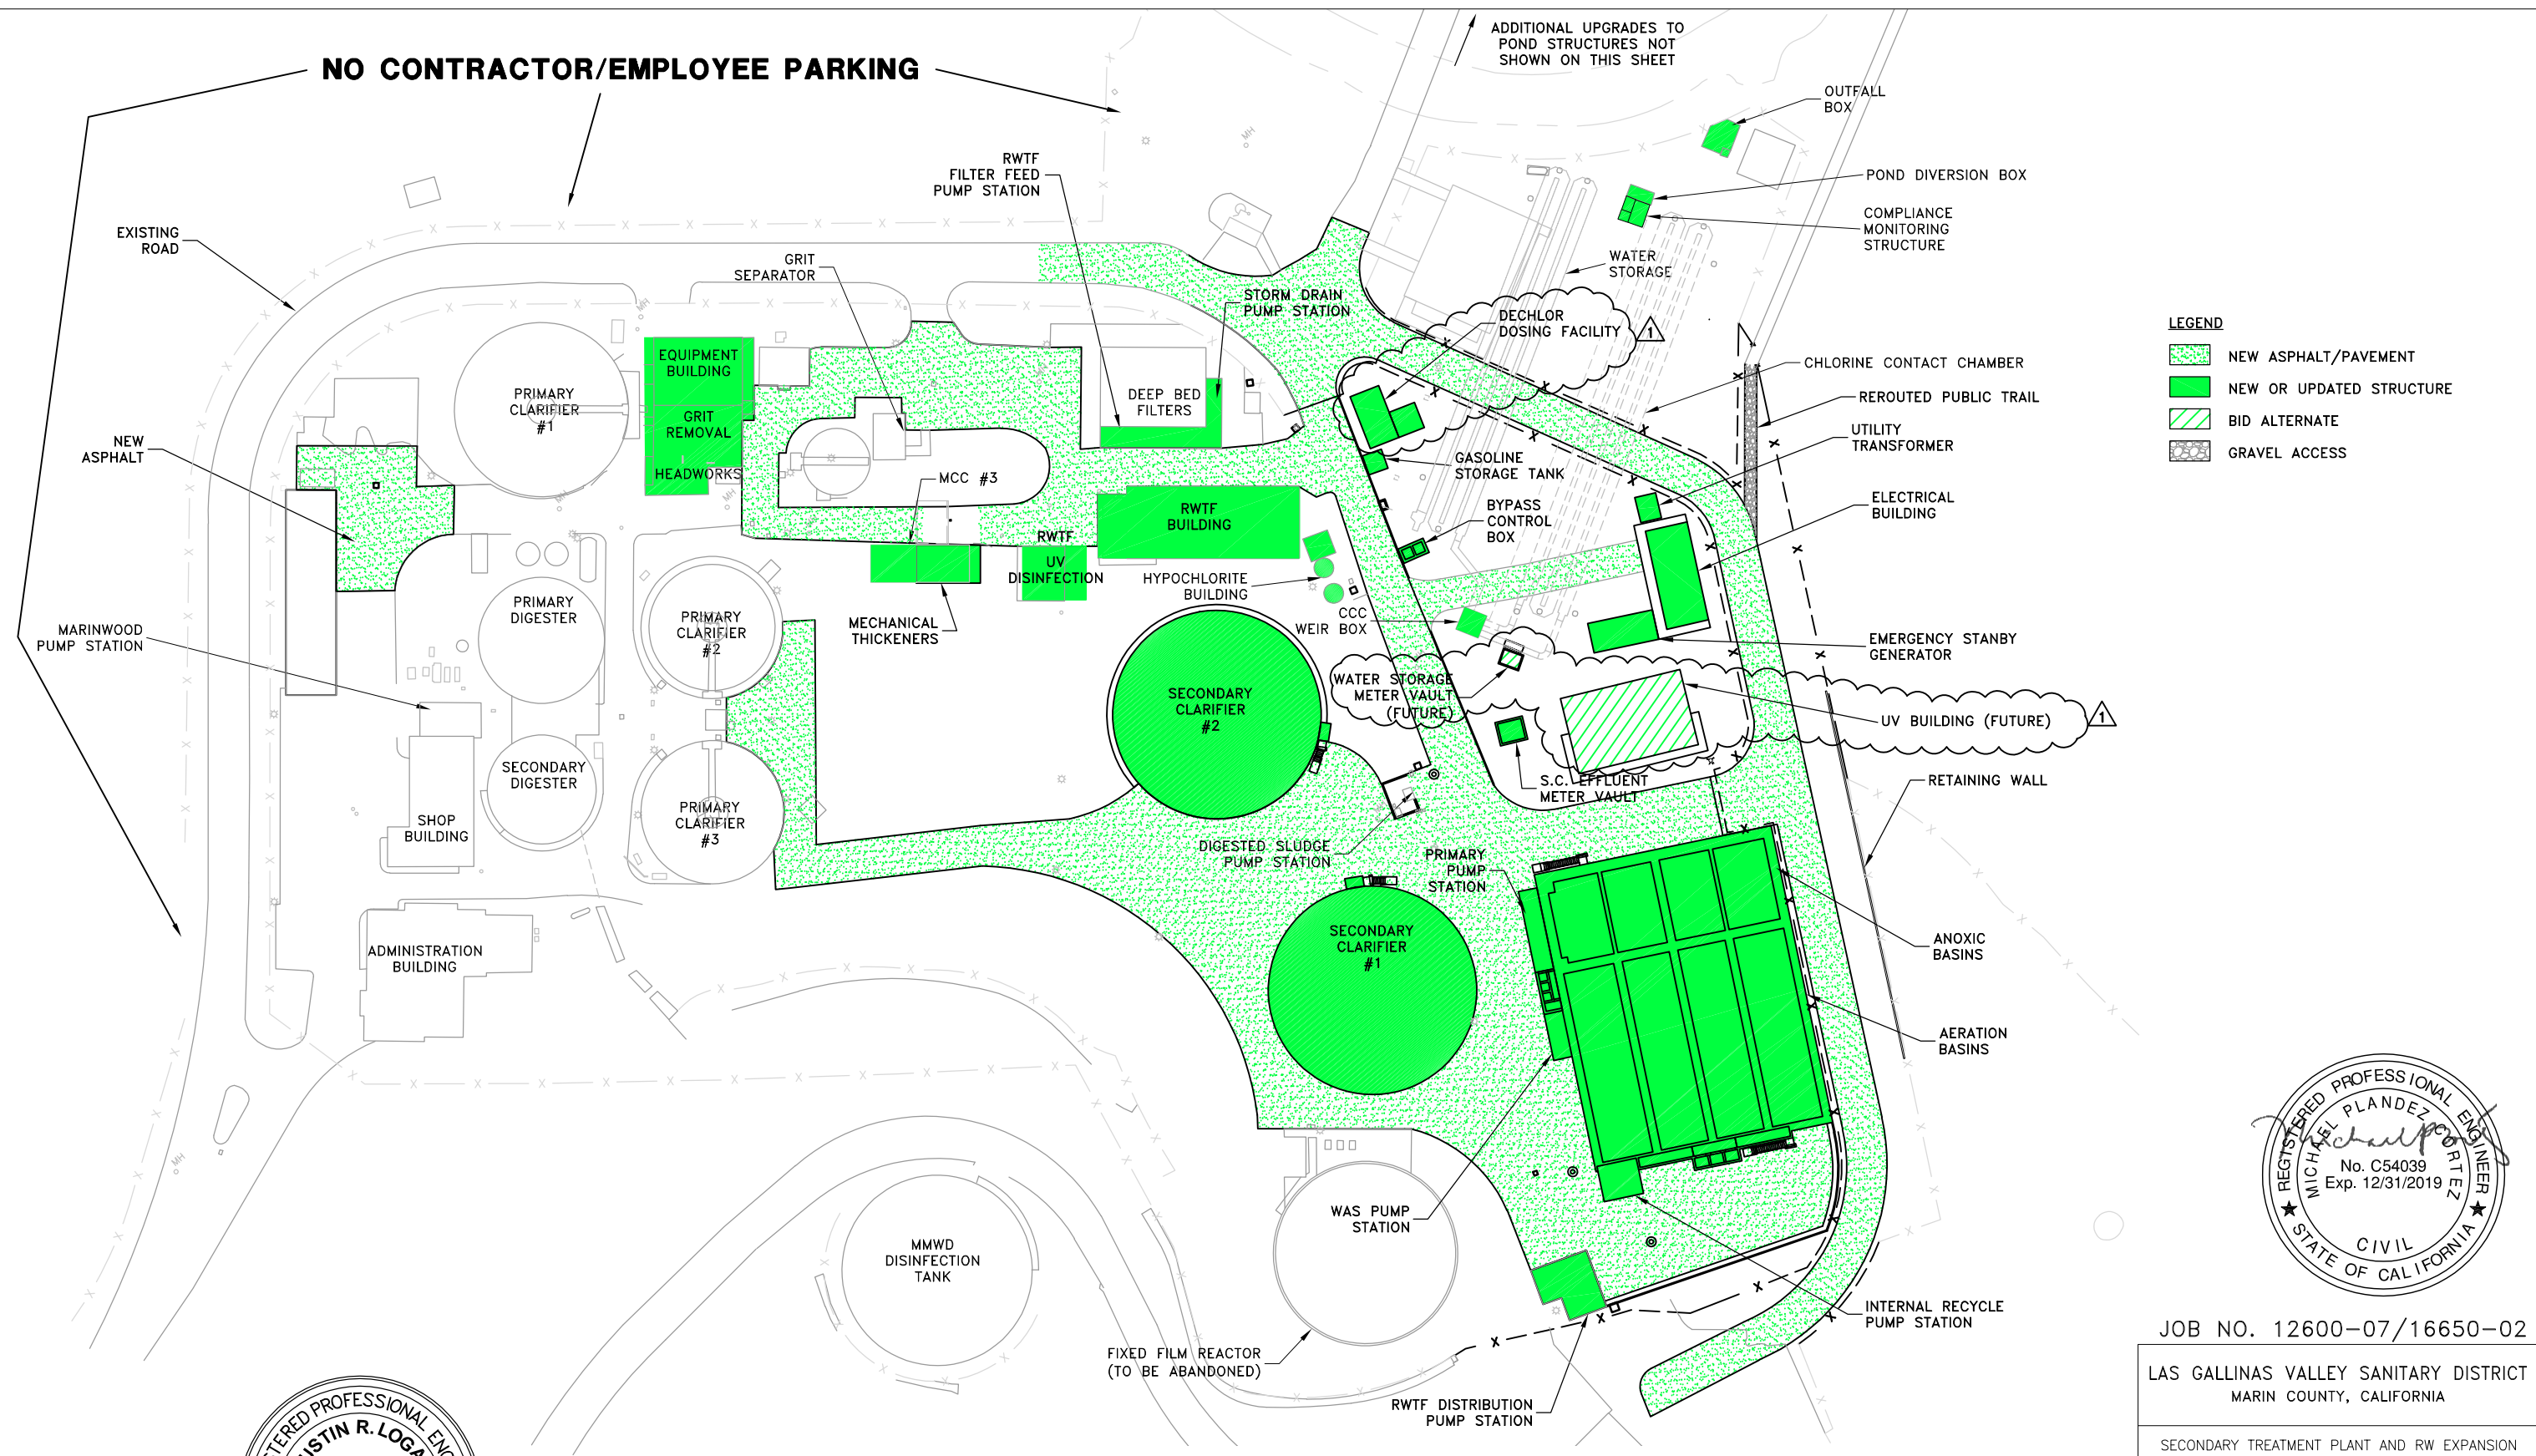 NO CONTRACTOR/EMPLOYEE PARKING
ADDITIONAL UPGRADES TO
POND STRUCTURES NOT
SHOWN ON THIS SHEET
OUTFALL
BOX
POND DIVERSION BOX
COMPLIANCE
MONITORING
STRUCTURE
RWTF
FILTER FEED
PUMP STATION
MH
EXISTING
ROAD
GRIT
SEPARATOR
WATER
STORAGE
STORM DRAIN
PUMP STATION
DECHLOR
DOSING FACILITY
1
LEGEND
NEW ASPHALT/PAVEMENT
NEW OR UPDATED STRUCTURE
BID ALTERNATE
GRAVEL ACCESS
CHLORINE CONTACT CHAMBER
REROUTED PUBLIC TRAIL
UTILITY
TRANSFORMER
ELECTRICAL
BUILDING
MH
EQUIPMENT
BUILDING
GRIT
REMOVAL
HEADWORKS
PRIMARY
CLARIFIER
#1
DEEP BED
FILTERS
NEW
ASPHALT
GASOLINE
STORAGE TANK
MCC #3
MH
MH
BYPASS
CONTROL
BOX
RWTF
BUILDING
RWTF
UV
DISINFECTION
HYPOCHLORITE
BUILDING
CCC
WEIR BOX
MECHANICAL
THICKENERS
PRIMARY
DIGESTER
PRIMARY
CLARIFIER
#2
MARINWOOD
PUMP STATION
EMERGENCY STANBY
GENERATOR
WATER STORAGE
METER VAULT
(FUTURE)
UV BUILDING (FUTURE)
1
SECONDARY
CLARIFIER
#2
SECONDARY
DIGESTER
S.C. EFFLUENT
METER VAULT
RETAINING WALL
SHOP
BUILDING
PRIMARY
CLARIFIER
#3
DIGESTED SLUDGE
PUMP STATION
PRIMARY
PUMP
STATION
SECONDARY
CLARIFIER
#1
ADMINISTRATION
BUILDING
ANOXIC
BASINS
AERATION
BASINS
MH
WAS PUMP
STATION
MMWD
DISINFECTION
TANK
INTERNAL RECYCLE
PUMP STATION
FIXED FILM REACTOR
(TO BE ABANDONED)
RWTF DISTRIBUTION
PUMP STATION
REGISTERED PROFESSIONAL ENGINEER
MICHAEL PLANDEZ CORTEZ
No. C54039
Exp. 12/31/2019
CIVIL
STATE OF CALIFORNIA
JOB NO. 12600-07/16650-02
LAS GALLINAS VALLEY SANITARY DISTRICT
MARIN COUNTY, CALIFORNIA
SECONDARY TREATMENT PLANT AND RW EXPANSION
PROFESSIONAL
R. LOGA